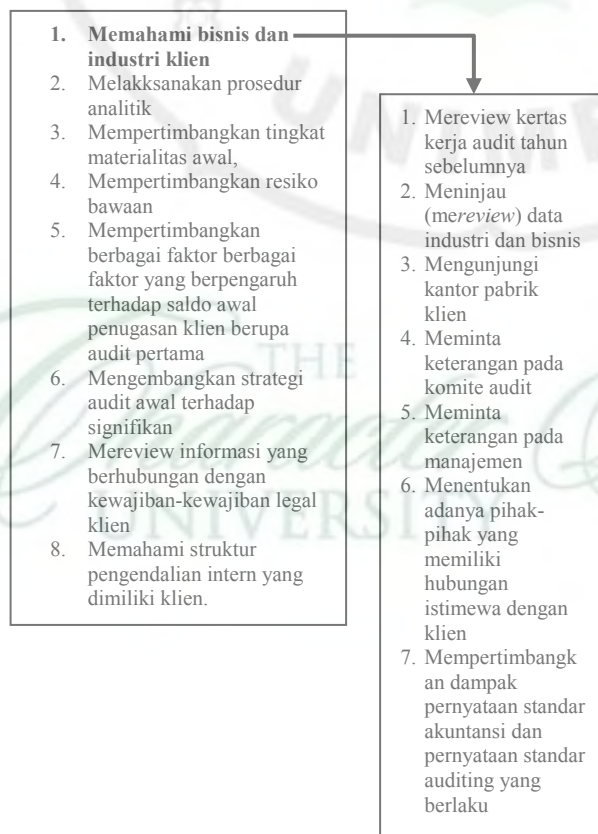 1. Memahami bisnis dan
industri klien
2. Melakksanakan prosedur
analitik
3. Mempertimbangkan tingkat
materialitas awal,
4. Mempertimbangkan resiko
bawaan
5. Mempertimbangkan
berbagai faktor berbagai
faktor yang berpengaruh
terhadap saldo awal
penugasan klien berupa
audit pertama
6. Mengembangkan strategi
audit awal terhadap
signifikan
7. Mereview informasi yang
berhubungan dengan
kewajiban-kewajiban legal
klien
8. Memahami struktur
pengendalian intern yang
dimiliki klien.
1. Mereview kertas
kerja audit tahun
sebelumnya
2. Meninjau
(mereview) data
industri dan bisnis
3. Mengunjungi
kantor pabrik
klien
4. Meminta
keterangan pada
komite audit
5. Meminta
keterangan pada
manajemen
6. Menentukan
adanya pihak-
pihak yang
memiliki
hubungan
istimewa dengan
klien
7. Mempertimbangk
an dampak
pernyataan standar
akuntansi dan
pernyataan standar
auditing yang
berlaku
THE
UNIVERSITY